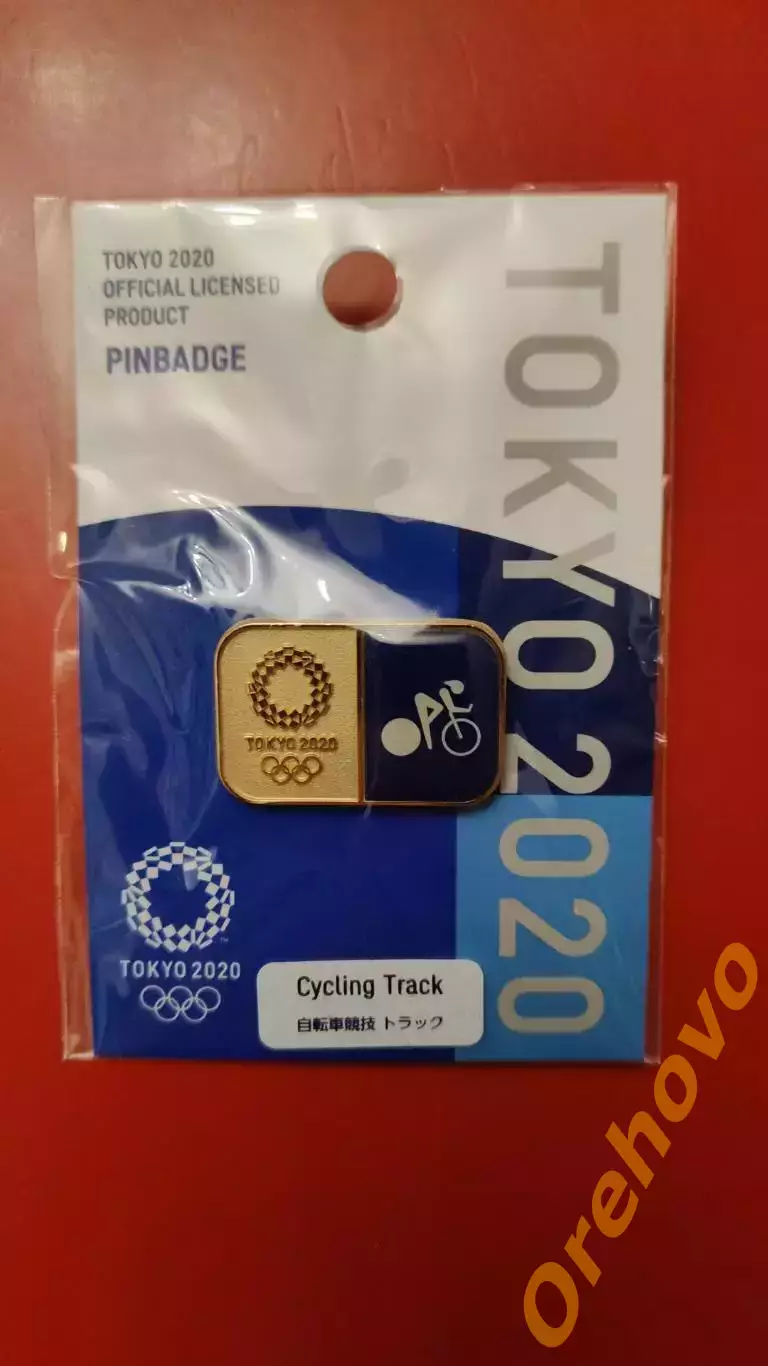 TOKYO 2020
OFFICIAL LICENSED
PRODUCT
PINBADGE
TOKYO 2020
TOKYO 2020
TOKYO 2020
Cycling Track
自転車競技 トラック
Orehovo